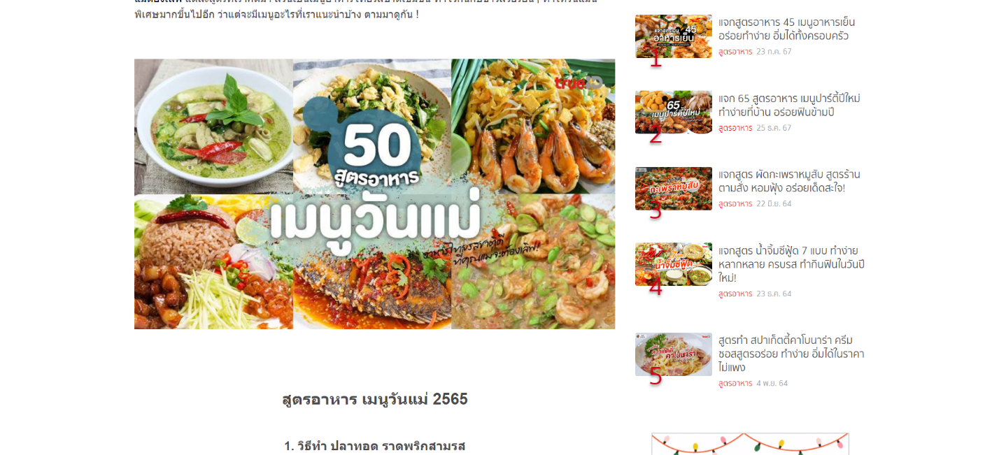 พิเศษมากขึ้นไปอีก ว่าแต่จะมีเมนูอะไรที่เราแนะนำบ้าง ตามมาดูกัน !
trueID
50
สูตรอาหาร
เมนูวันแม่
อาหารไทยรสชาติดี
ที่คุณแม่จะต้องเลิฟ!
สูตรอาหาร เมนูวันแม่ 2565
1. วิธีทำ ปลาทอด ราดพริกสามรส
แจกสูตรเมนู 45
อาหารเย็น
1
แจกสูตรอาหาร 45 เมนูอาหารเย็น
อร่อยทำง่าย อิ่มได้ทั้งครอบครัว
สูตรอาหาร 23 ก.ค. 67
65
เมนูปาร์ตี้ปีใหม่
2
แจก 65 สูตรอาหาร เมนูปาร์ตี้ปีใหม่
ทำง่ายที่บ้าน อร่อยฟินข้ามปี
สูตรอาหาร 25 ธ.ค. 67
กะเพราหมูสับ
3
แจกสูตร ผัดกะเพราหมูสับ สูตรร้าน
ตามสั่ง หอมฟุ้ง อร่อยเด็ดสะใจ!
สูตรอาหาร 22 มิ.ย. 64
น้ำจิ้มซีฟู้ด
4
แจกสูตร น้ำจิ้มซีฟู้ด 7 แบบ ทำง่าย
หลากหลาย ครบรส ทำกินฟินในวันปี
ใหม่!
สูตรอาหาร 23 ธ.ค. 64
สปาเก็ตตี้
คาโบนาร่า
5
สูตรทำ สปาเก็ตตี้คาโบนาร่า ครีม
ซอสสูตรอร่อย ทำง่าย อิ่มได้ในราคา
ไม่แพง
สูตรอาหาร 4 พ.ย. 64